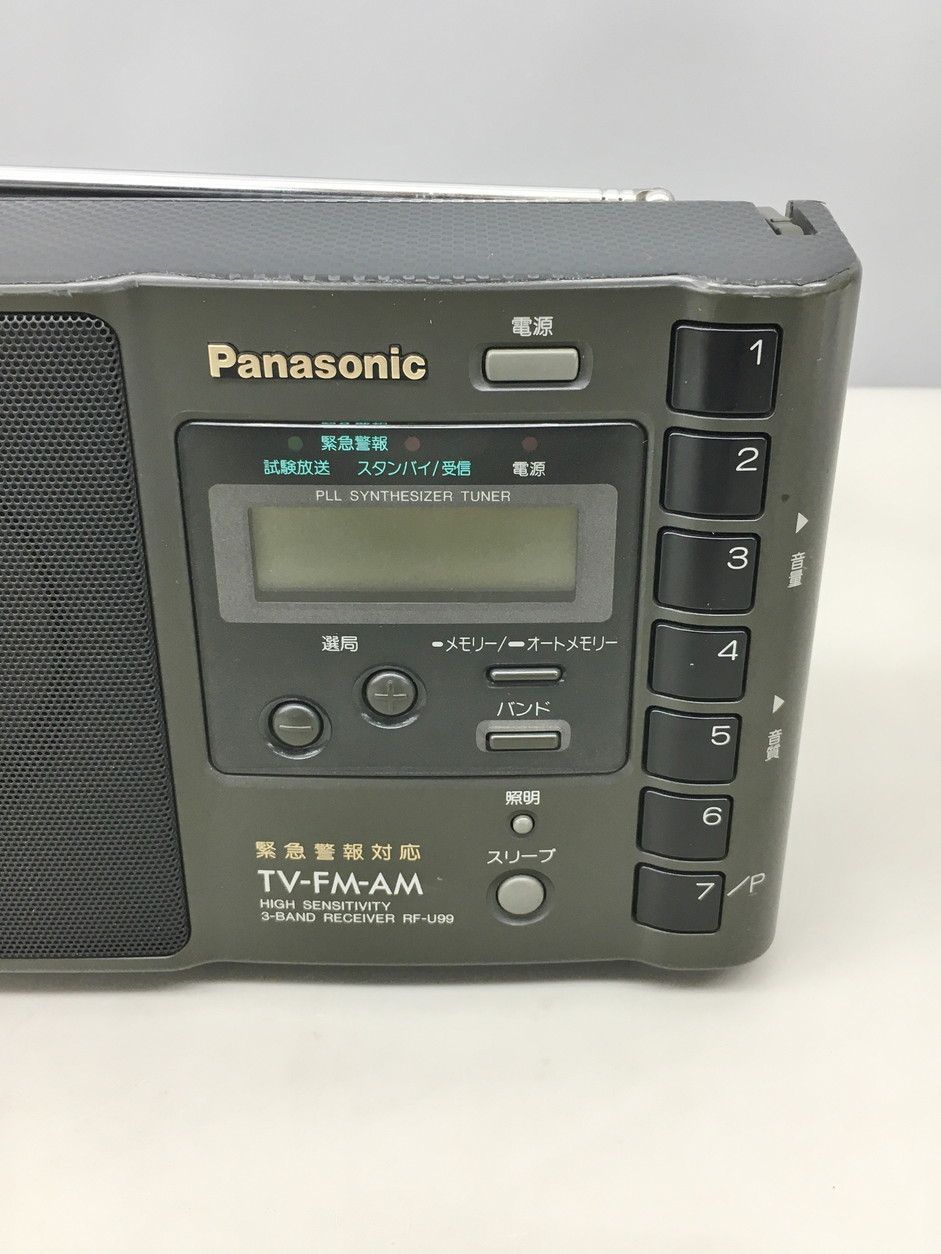 電源
Panasonic
緊急警報
試験放送 スタンバイ/受信 電源
PLL SYNTHESIZER TUNER
選局
メモリー/オートメモリー
バンド
照明
スリープ
緊急警報対応
TV-FM-AM
HIGH SENSITIVITY
3-BAND RECEIVER RF-U99
1
2
3
4
5
6
7/P
音量
音質